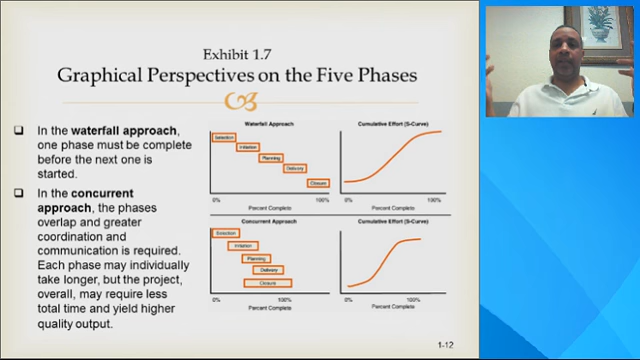 Exhibit 1.7
Graphical Perspectives on the Five Phases
In the waterfall approach,
one phase must be complete
before the next one is
started.
In the concurrent
approach, the phases
overlap and greater
coordination and
communication is required.
Each phase may individually
take longer, but the project,
overall, may require less
total time and yield higher
quality output.
Waterfall Approach
Selection
Initiation
Planning
Delivery
Closure
0%
100%
Percent Complete
Cumulative Effort (S-Curve)
0%
100%
Percent Complete
Concurrent Approach
Selection
Initiation
Planning
Delivery
Closure
0%
100%
Percent Complete
Cumulative Effort (S-Curve)
0%
100%
Percent Complete
1-12